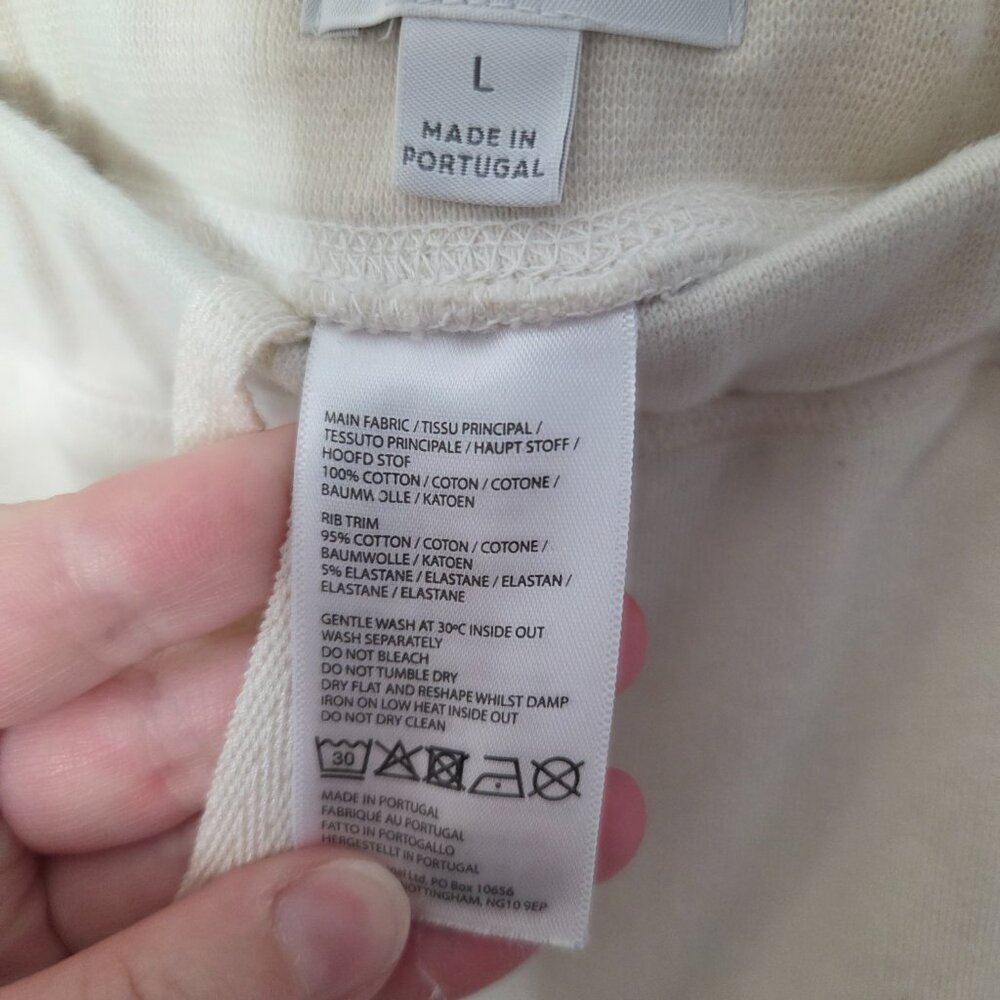 L
MADE IN
PORTUGAL
MAIN FABRIC / TISSU PRINCIPAL /
TESSUTO PRINCIPALE / HAUPT STOFF /
HOOFD STOF
100% COTTON / COTON / COTONE /
BAUMWOLLE / KATOEN
RIB TRIM
95% COTTON / COTON / COTONE /
BAUMWOLLE / KATOEN
5% ELASTANE / ELASTANE / ELASTAN /
ELASTANE / ELASTANE
GENTLE WASH AT 30ºC INSIDE OUT
WASH SEPARATELY
DO NOT BLEACH
DO NOT TUMBLE DRY
DRY FLAT AND RESHAPE WHILST DAMP
IRON ON LOW HEAT INSIDE OUT
DO NOT DRY CLEAN
30
MADE IN PORTUGAL
FABRIQUÉ AU PORTUGAL
FATTO IN PORTOGALLO
HERGESTELLT IN PORTUGAL
Ltd, PO Box 10656
NOTTINGHAM, NG10 9EP